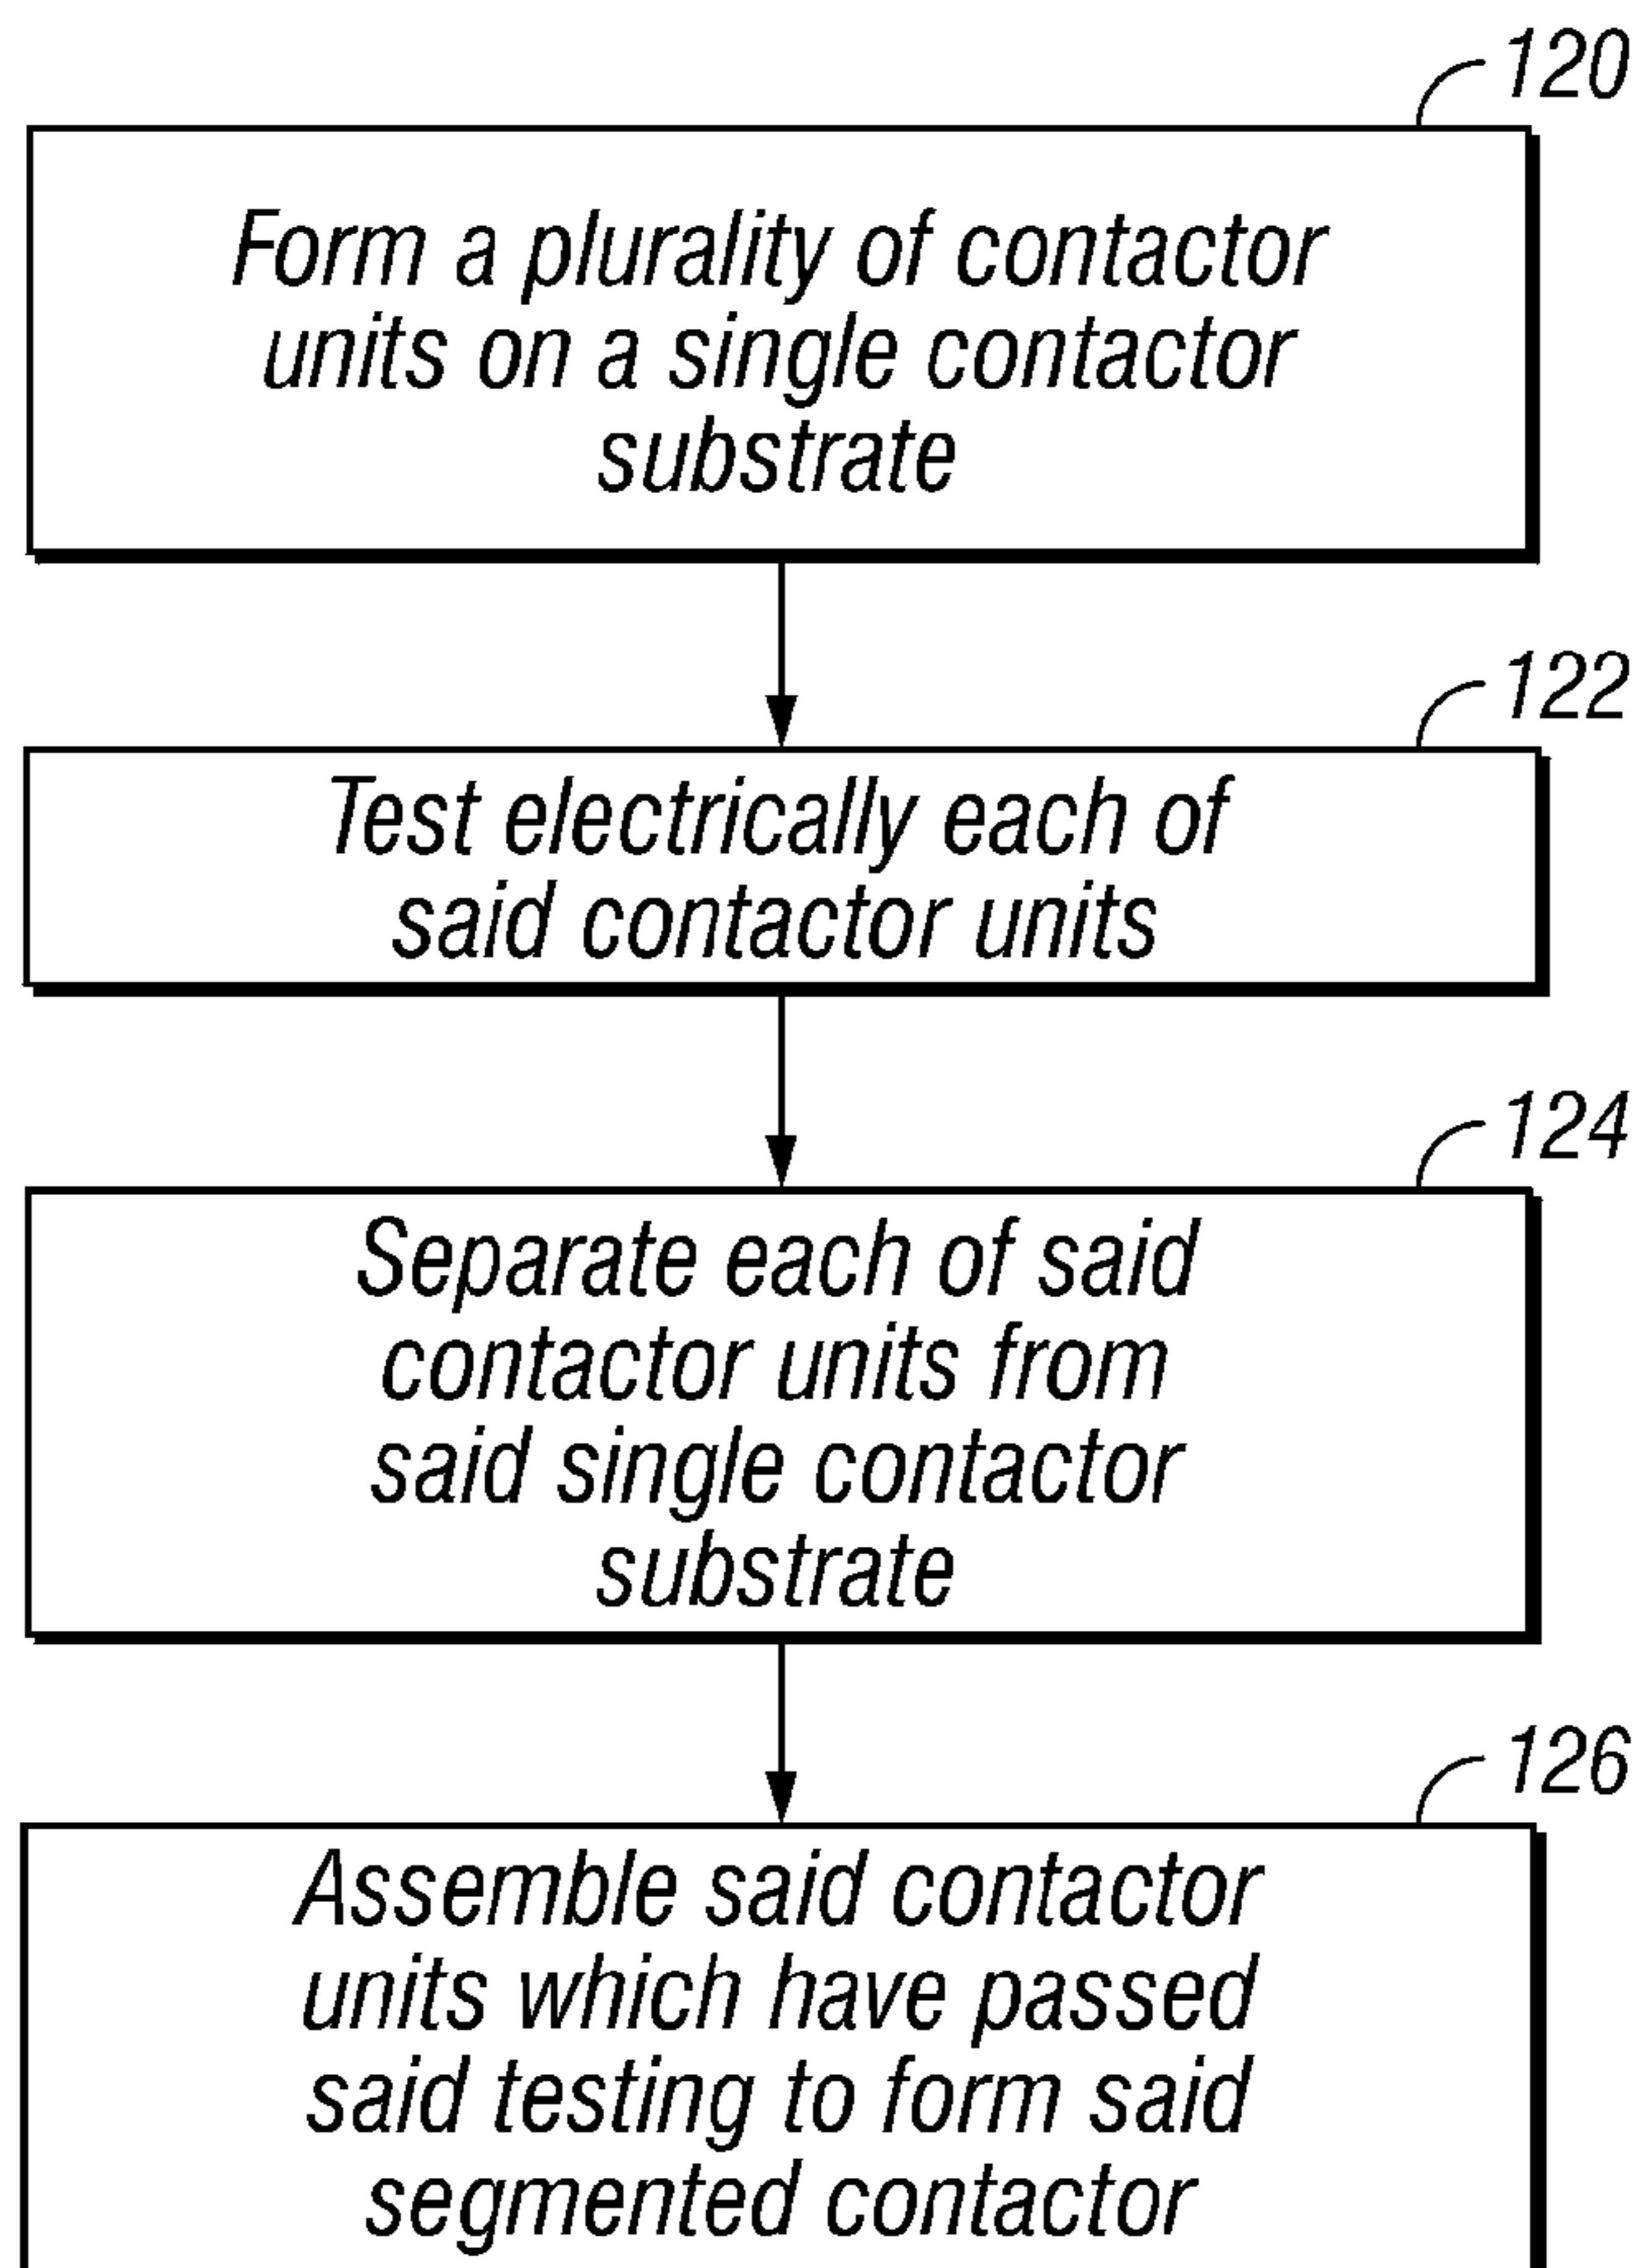 120
Form a plurality of contactor
units on a single contactor
substrate
122
Test electrically each of
said contactor units
124
Separate each of said
contactor units from
said single contactor
substrate
126
Assemble said contactor
units which have passed
said testing to form said
segmented contactor